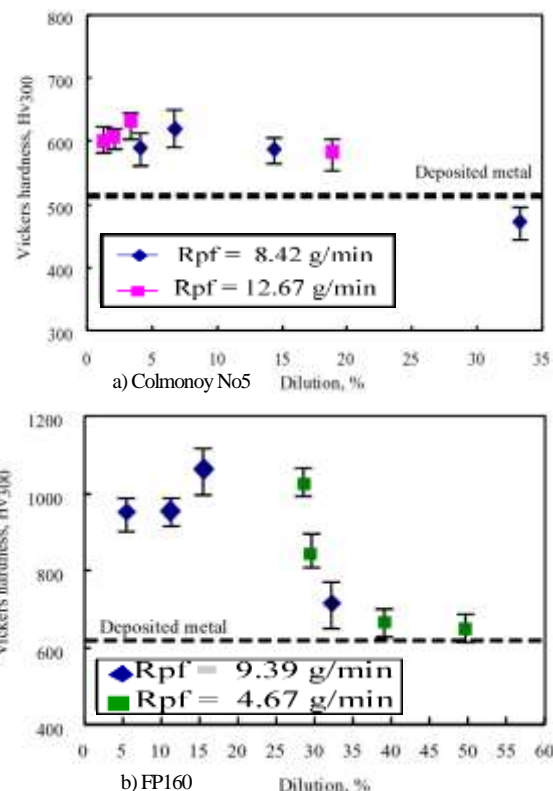 800
700
600
500
400
300
Vickers hardness, Hv300
Deposited metal
Rpf = 8.42 g/min
Rpf = 12.67 g/min
0 5 10 15 20 25 30 35
a) Colmonoy No5 Dilution, %
1200
1000
800
600
400
Vickers hardness, Hv300
Deposited metal
Rpf = 9.39 g/min
Rpf = 4.67 g/min
0 5 10 15 20 25 30 35 40 45 50 55 60
b) FP160 Dilution, %